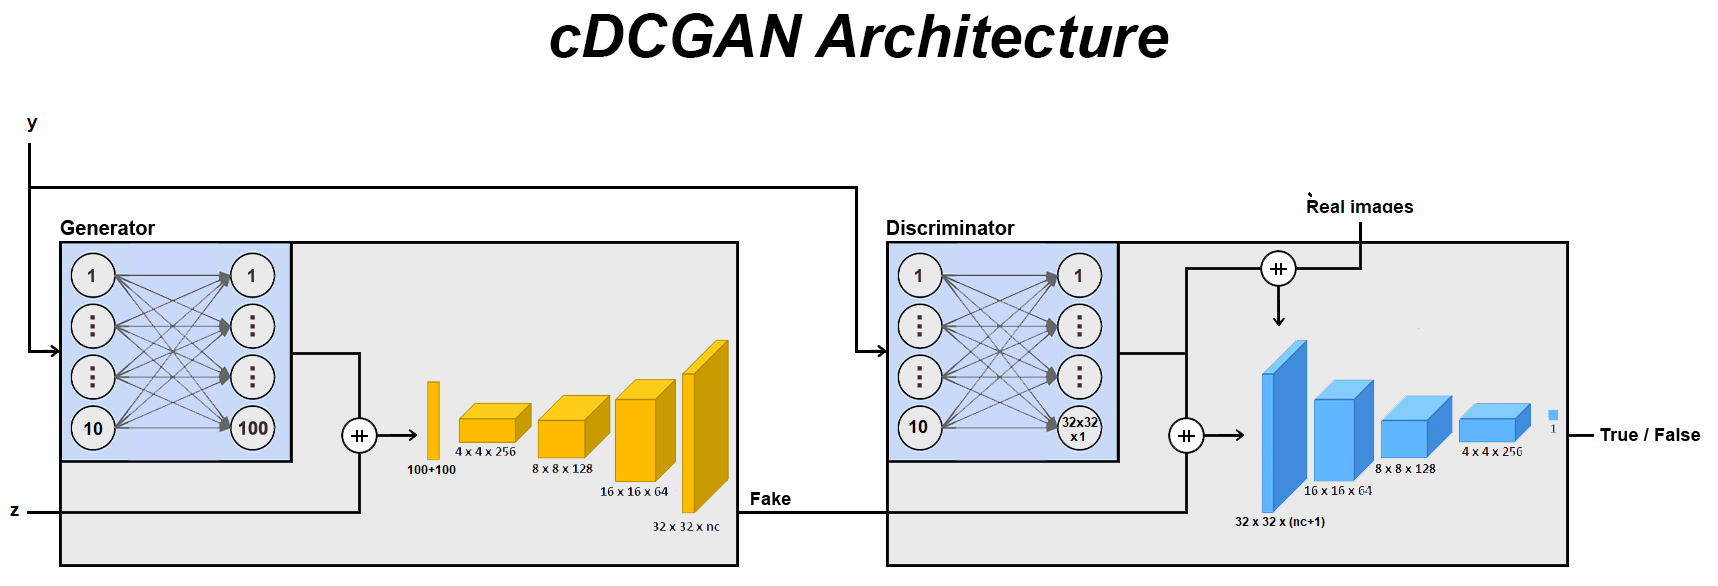 cDCGAN Architecture
y
Generator
Discriminator
Real images
1
1
10
100
100+100
4 x 4 x 256
8 x 8 x 128
16 x 16 x 64
32 x 32 x nc
z
Fake
1
1
10
32x32
x1
32 x 32 x (nc+1)
16 x 16 x 64
8 x 8 x 128
4 x 4 x 256
1
True / False